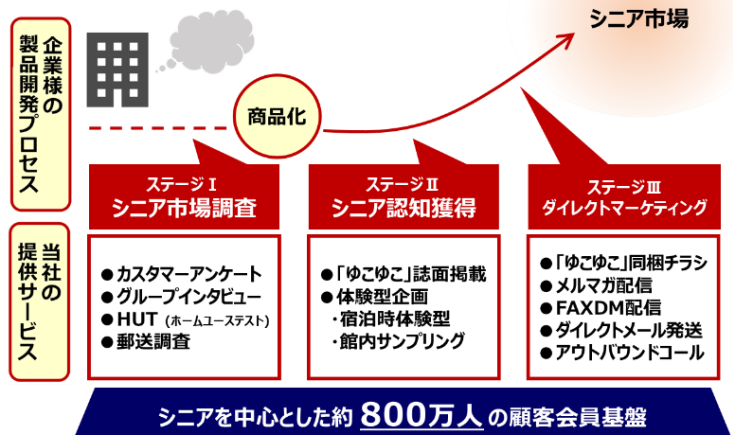 シニア市場
企業様の
製品開発プロセス
商品化
ステージⅠ
シニア市場調査
ステージⅡ
シニア認知獲得
ステージⅢ
ダイレクトマーケティング
当社の
提供サービス
●カスタマーアンケート
●グループインタビュー
●HUT（ホームユーステスト）
●郵送調査
●「ゆこゆこ」誌面掲載
●体験型企画
・宿泊時体験型
・館内サンプリング
●「ゆこゆこ」同梱チラシ
●メルマガ配信
●FAXDM配信
●ダイレクトメール発送
●アウトバウンドコール
シニアを中心とした約 800万人 の顧客会員基盤